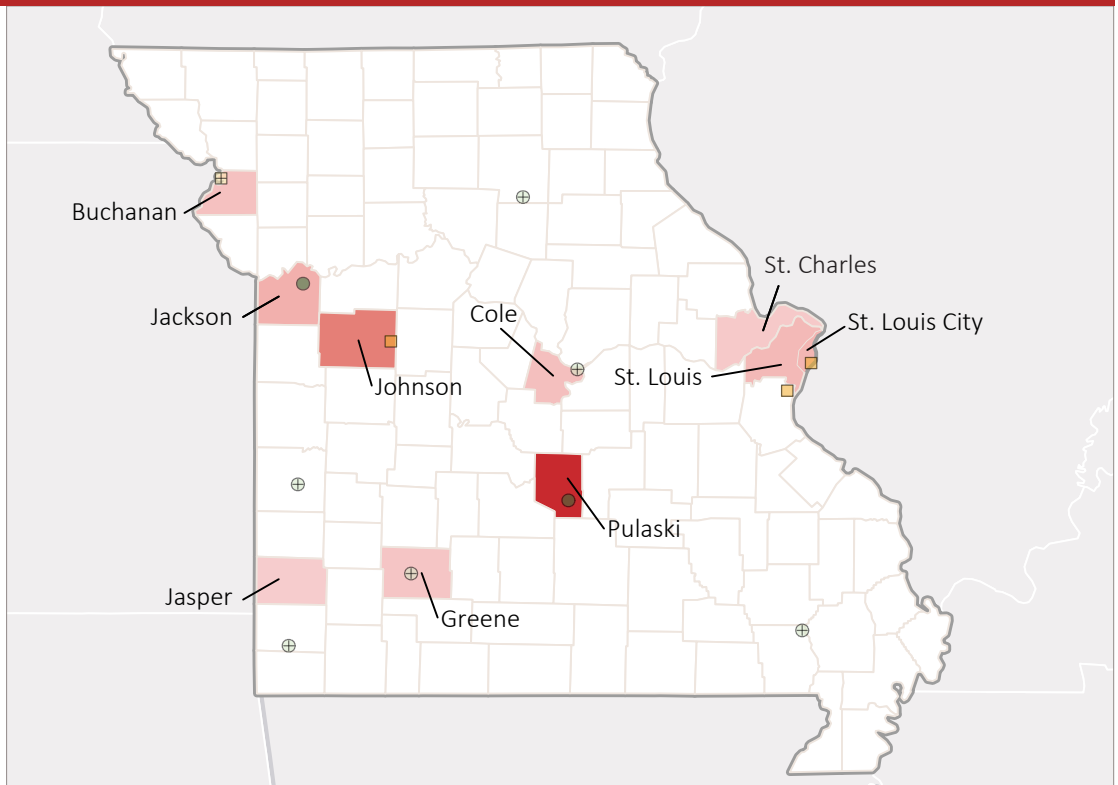 Buchanan
St. Charles
Jackson
Cole
St. Louis City
St. Louis
Johnson
Pulaski
Jasper
Greene